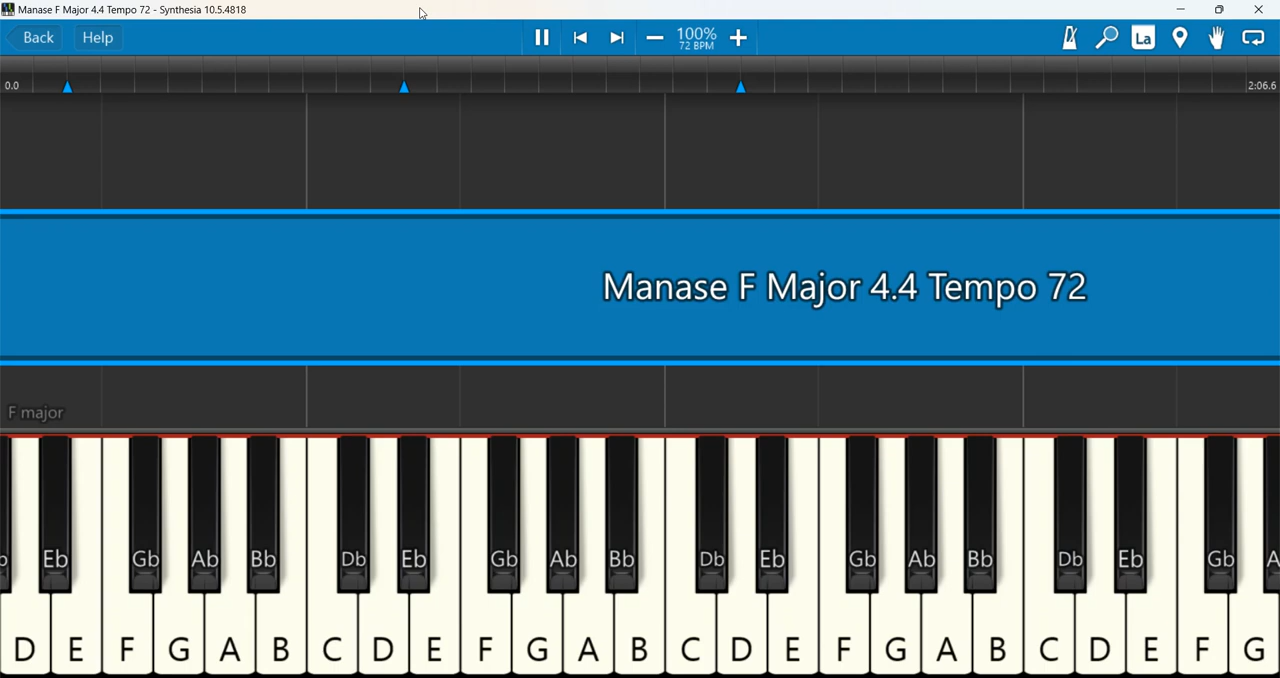 Manase F Major 4.4 Tempo 72 - Synthesia 10.5.4818
Back Help 100% La
72 BPM
0.0 2:06.6
Manase F Major 4.4 Tempo 72
F major
Eb Gb Ab Bb Db Eb Gb Ab Bb Db Eb Gb Ab Bb Db Eb Gb A
D E F G A B C D E F G A B C D E F G A B C D E F G